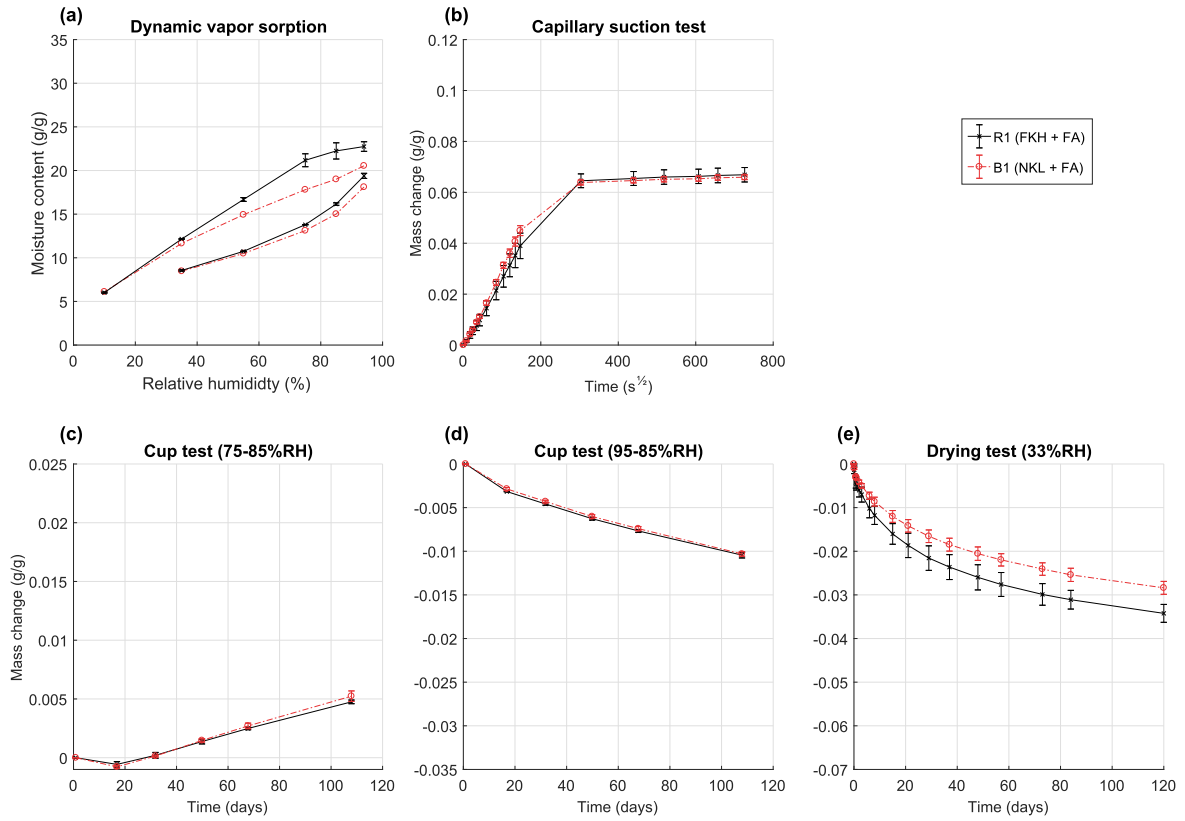 (a)
Dynamic vapor sorption
35
30
25
20
15
10
5
0
0 20 40 60 80 100
Moisture content (g/g)
Relative humididty (%)
(b)
Capillary suction test
0.12
0.1
0.08
0.06
0.04
0.02
0
0 200 400 600 800
Mass change (g/g)
Time (s½)
R1 (FKH + FA)
B1 (NKL + FA)
(c)
Cup test (75-85%RH)
0.025
0.02
0.015
0.01
0.005
0
0 20 40 60 80 100 120
Mass change (g/g)
Time (days)
(d)
Cup test (95-85%RH)
0
-0.005
-0.01
-0.015
-0.02
-0.025
-0.03
-0.035
0 20 40 60 80 100 120
Time (days)
(e)
Drying test (33%RH)
0
-0.01
-0.02
-0.03
-0.04
-0.05
-0.06
-0.07
0 20 40 60 80 100 120
Time (days)